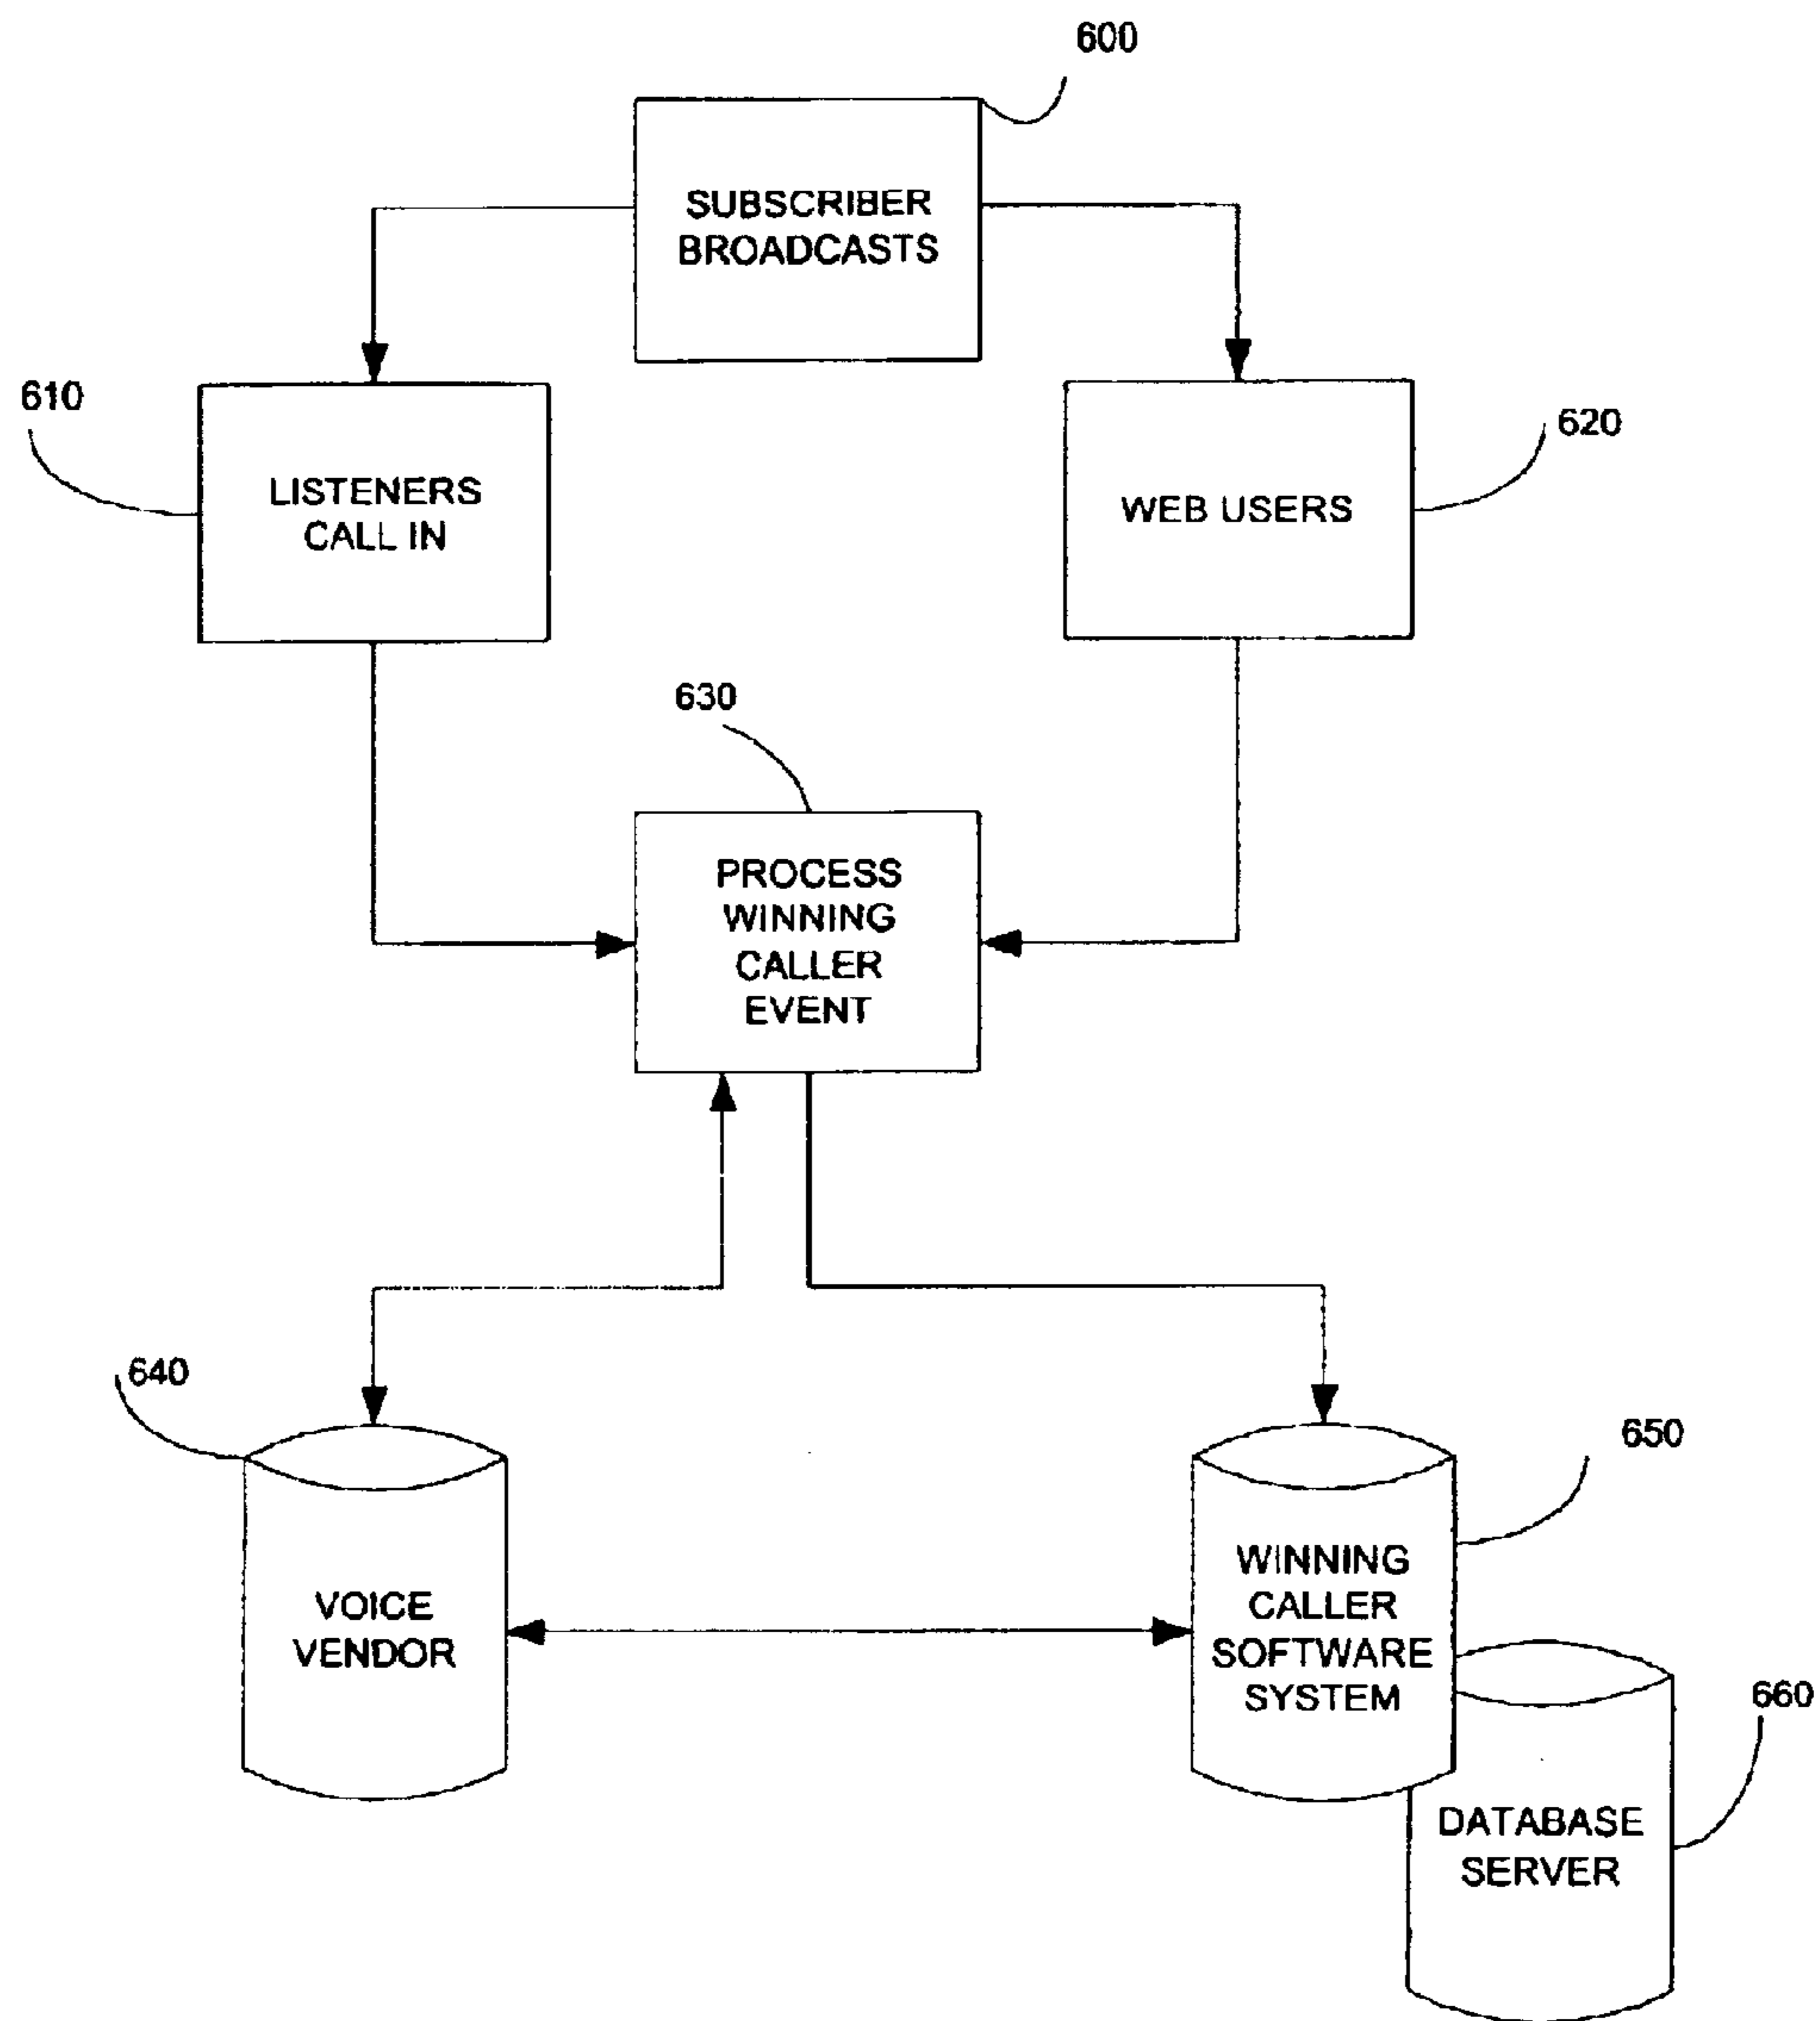 600
SUBSCRIBER
BROADCASTS
610
LISTENERS
CALL IN
620
WEB USERS
630
PROCESS
WINNING
CALLER
EVENT
640
VOICE
VENDOR
650
WINNING
CALLER
SOFTWARE
SYSTEM
660
DATABASE
SERVER